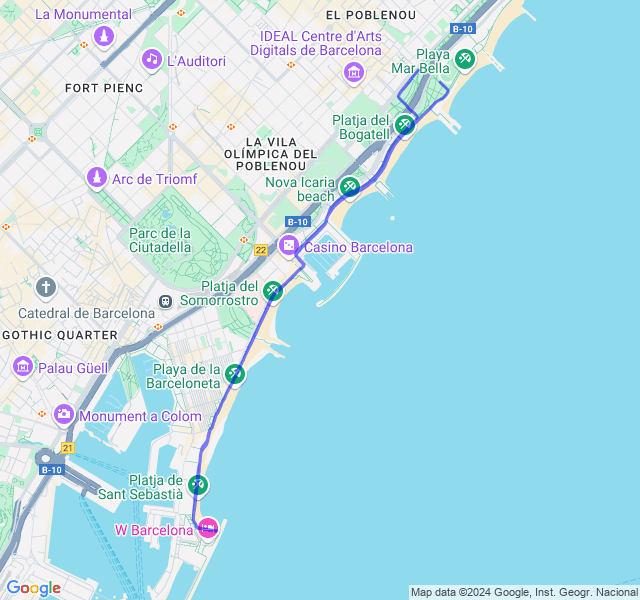 La Monumental
EL POBLENOU
B-10
L'Auditori
IDEAL Centre d'Arts
Digitals de Barcelona
Playa
Mar Bella
FORT PIENC
Platja del
Bogatell
LA VILA
OLÍMPICA DEL
POBLENOU
Arc de Triomf
Nova Icaria
beach
B-10
Parc de la
Ciutadella
22
Casino Barcelona
Platja del
Somorrostro
Catedral de Barcelona
GOTHIC QUARTER
Palau Güell
Playa de la
Barceloneta
Monument a Colom
21
B-10
Platja de
Sant Sebastià
W Barcelona
Google
Map data ©2024 Google, Inst. Geogr. Nacional